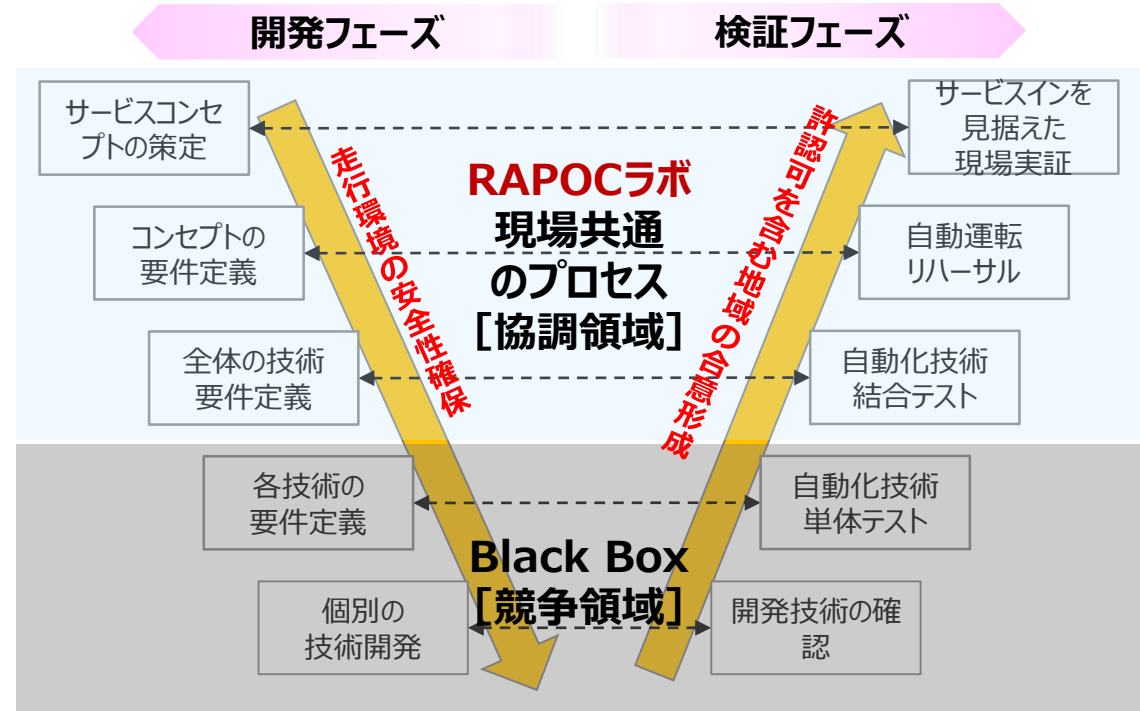 開発フェーズ
検証フェーズ
サービスコンセ
プトの策定
サービスインを
見据えた
現場実証
走行環境の安全性確保
許認可を含む地域の合意形成
RAPOCラボ
現場共通
のプロセス
［協調領域］
コンセプトの
要件定義
自動運転
リハーサル
全体の技術
要件定義
自動化技術
結合テスト
各技術の
要件定義
自動化技術
単体テスト
Black Box
［競争領域］
個別の
技術開発
開発技術の確
認